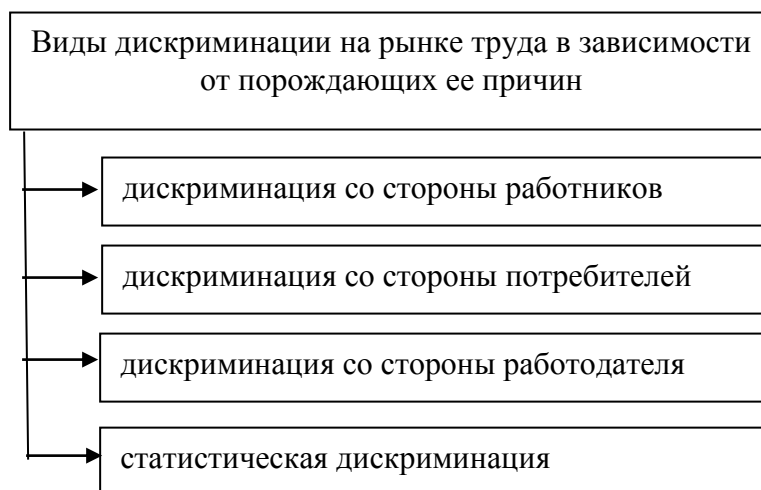 Виды дискриминации на рынке труда в зависимости
от порождающих ее причин
дискриминация со стороны работников
дискриминация со стороны потребителей
дискриминация со стороны работодателя
статистическая дискриминация